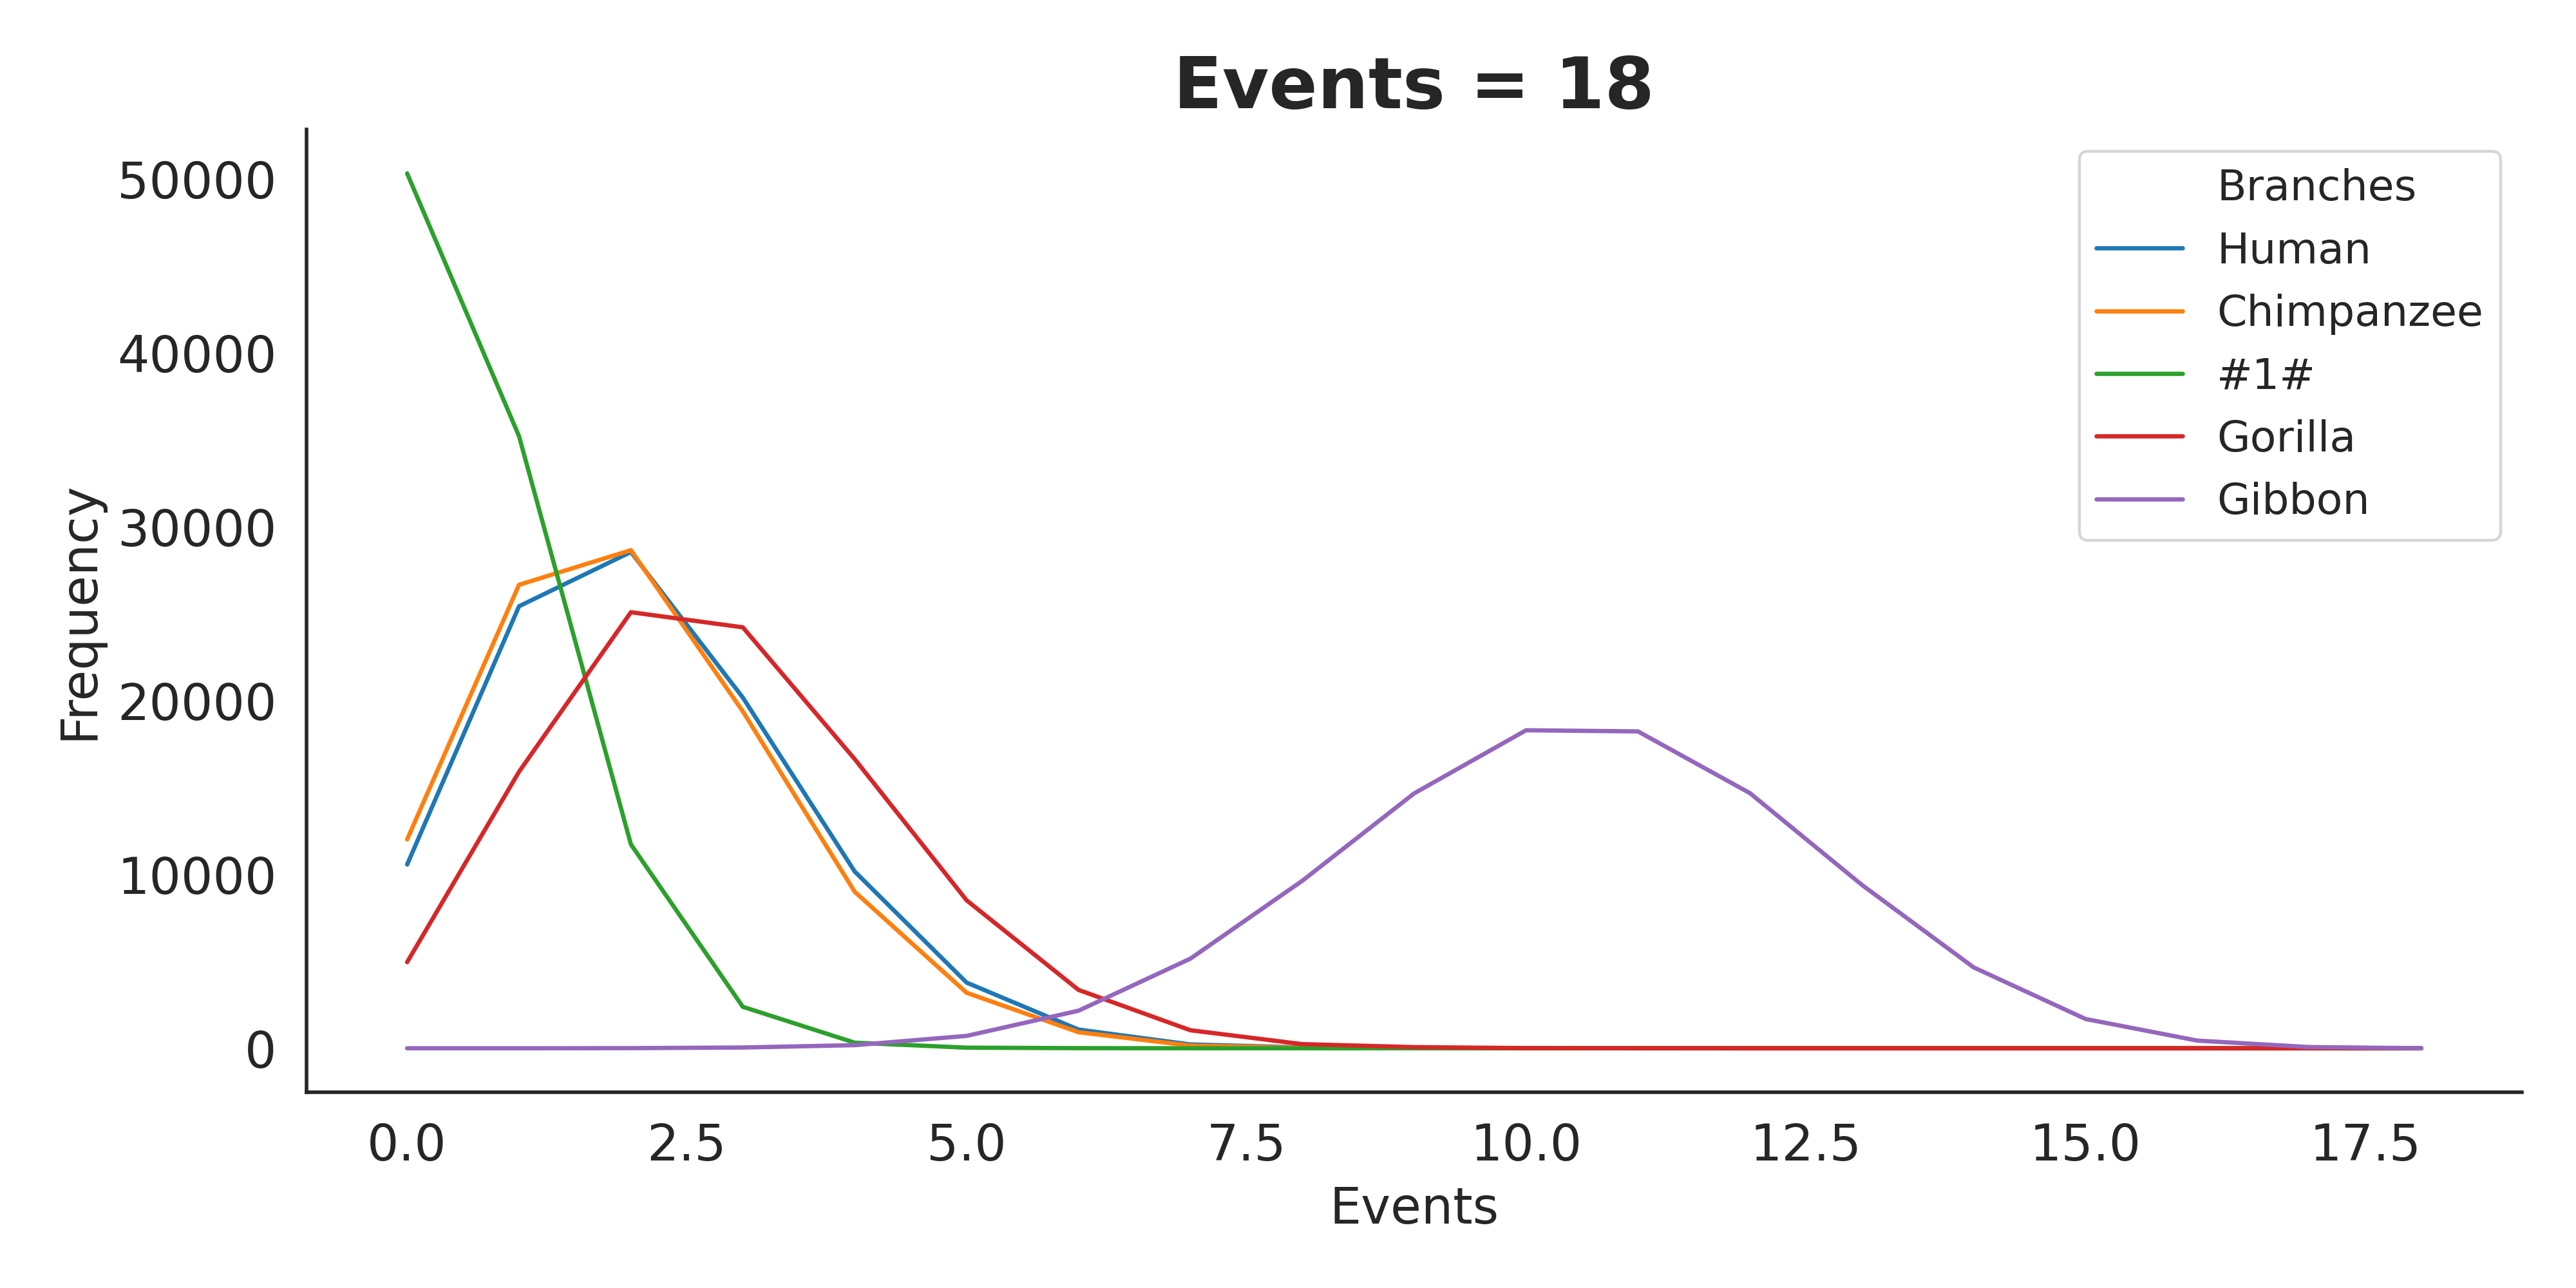 Events = 18
Frequency
50000
40000
30000
20000
10000
0
Branches
Human
Chimpanzee
#1#
Gorilla
Gibbon
0.0 2.5 5.0 7.5 10.0 12.5 15.0 17.5
Events